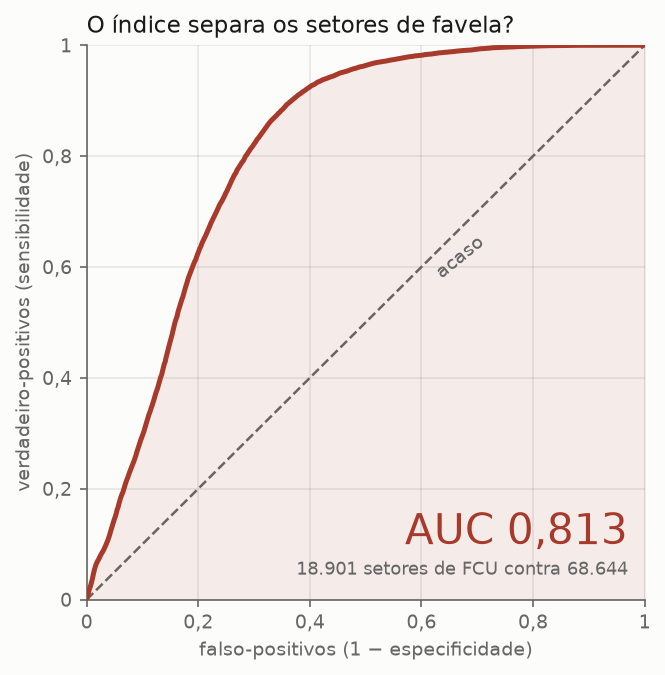 O índice separa os setores de favela?
1
0,8
0,6
0,4
0,2
0
verdadeiro-positivos (sensibilidade)
acaso
AUC 0,813
18.901 setores de FCU contra 68.644
0 0,2 0,4 0,6 0,8 1
falso-positivos (1 − especificidade)